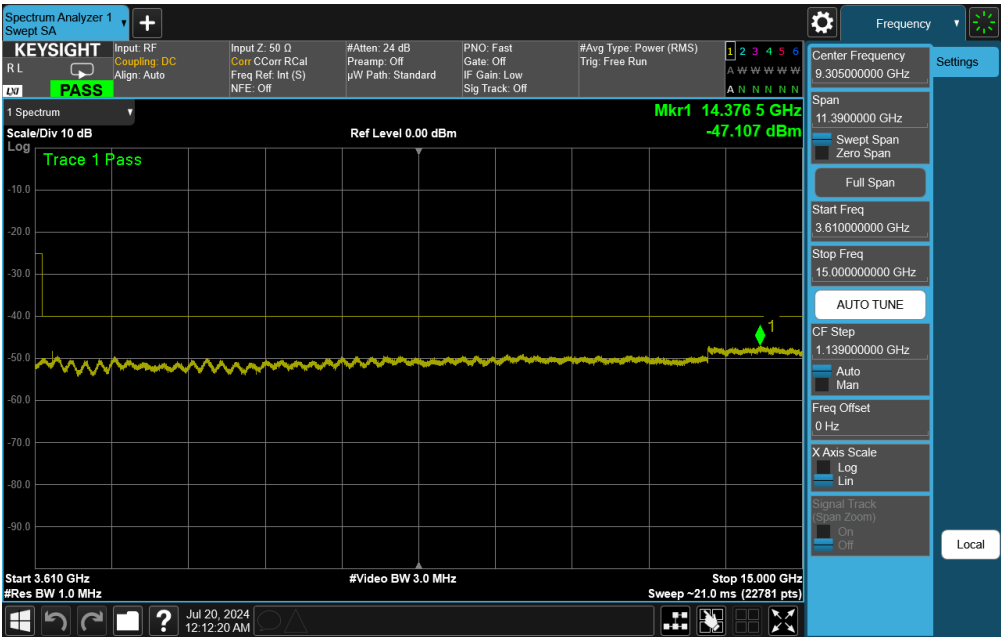 Spectrum Analyzer 1
Swept SA
Frequency
KEYSIGHT
R L
LXI
PASS
Input: RF
Coupling: DC
Align: Auto
Input Z: 50 Ω
Corr CCorr RCal
Freq Ref: Int (S)
NFE: Off
#Atten: 24 dB
Preamp: Off
µW Path: Standard
PNO: Fast
Gate: Off
IF Gain: Low
Sig Track: Off
#Avg Type: Power (RMS)
Trig: Free Run
1 2 3 4 5 6
A W W W W W
A N N N N N
1 Spectrum
Mkr1 14.376 5 GHz
-47.107 dBm
Scale/Div 10 dB
Ref Level 0.00 dBm
Log
Trace 1 Pass
-10.0
-20.0
-30.0
-40.0
1
-50.0
-60.0
-70.0
-80.0
-90.0
Start 3.610 GHz
#Video BW 3.0 MHz
Stop 15.000 GHz
#Res BW 1.0 MHz
Sweep ~21.0 ms (22781 pts)
Center Frequency
9.305000000 GHz
Settings
Span
11.3900000 GHz
Swept Span
Zero Span
Full Span
Start Freq
3.610000000 GHz
Stop Freq
15.000000000 GHz
AUTO TUNE
CF Step
1.139000000 GHz
Auto
Man
Freq Offset
0 Hz
X Axis Scale
Log
Lin
Signal Track
(Span Zoom)
On
Off
Local
?
Jul 20, 2024
12:12:20 AM